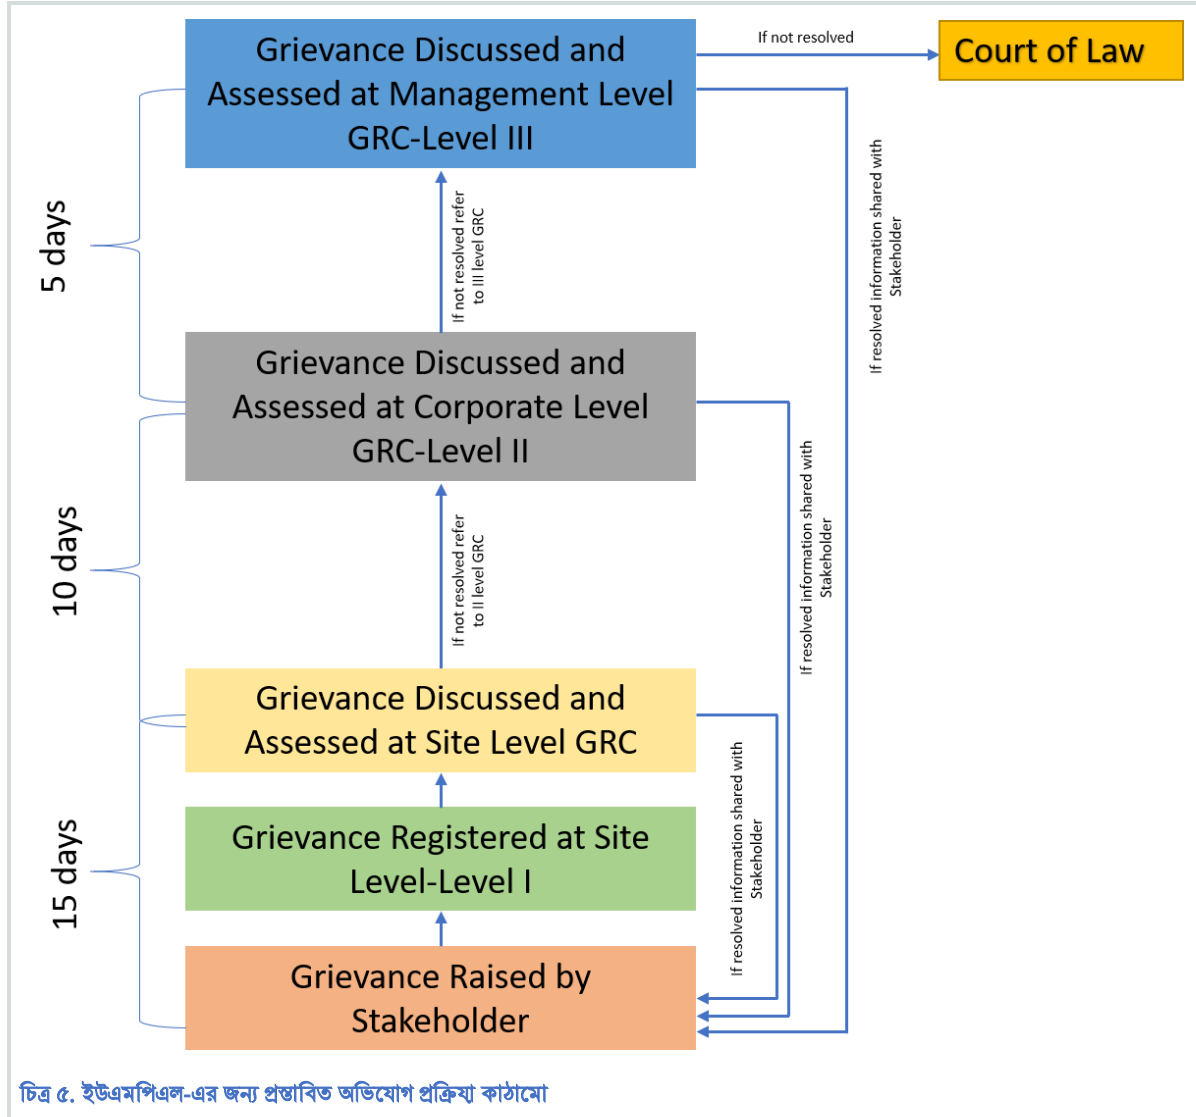 Grievance Discussed and
Assessed at Management Level
GRC-Level III
If not resolved
Court of Law
5 days
If not resolved refer
to III level GRC
If resolved information shared with
Stakeholder
Grievance Discussed and
Assessed at Corporate Level
GRC-Level II
10 days
If not resolved refer
to II level GRC
If resolved information shared with
Stakeholder
Grievance Discussed and
Assessed at Site Level GRC
15 days
Grievance Registered at Site
Level-Level I
If resolved information shared with
Stakeholder
Grievance Raised by
Stakeholder
চিত্র ৫. ইউএমপিএল-এর জন্য প্রস্তাবিত অভিযোগ প্রক্রিয়া কাঠামো